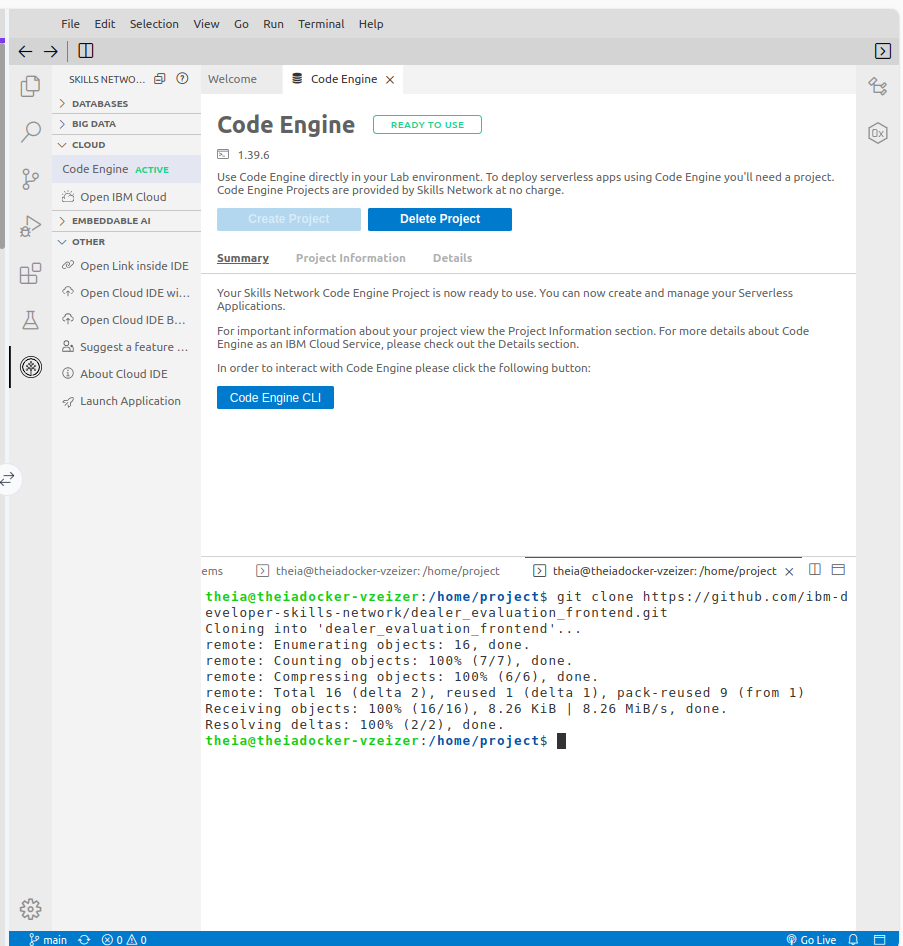 File Edit Selection View Go Run Terminal Help
SKILLS NETWO...
DATABASES
BIG DATA
CLOUD
Code Engine ACTIVE
Open IBM Cloud
EMBEDDABLE AI
OTHER
Open Link inside IDE
Open Cloud IDE wi...
Open Cloud IDE B...
Suggest a feature ...
About Cloud IDE
Launch Application
Welcome
Code Engine
Code Engine READY TO USE
1.39.6
Use Code Engine directly in your Lab environment. To deploy serverless apps using Code Engine you'll need a project.
Code Engine Projects are provided by Skills Network at no charge.
Create Project Delete Project
Summary Project Information Details
Your Skills Network Code Engine Project is now ready to use. You can now create and manage your Serverless
Applications.
For important information about your project view the Project Information section. For more details about Code
Engine as an IBM Cloud Service, please check out the Details section.
In order to interact with Code Engine please click the following button:
Code Engine CLI
ems theia@theiadocker-vzeizer: /home/project theia@theiadocker-vzeizer: /home/project
theia@theiadocker-vzeizer:/home/project$ git clone https://github.com/ibm-d
eveloper-skills-network/dealer_evaluation_frontend.git
Cloning into 'dealer_evaluation_frontend'...
remote: Enumerating objects: 16, done.
remote: Counting objects: 100% (7/7), done.
remote: Compressing objects: 100% (6/6), done.
remote: Total 16 (delta 2), reused 1 (delta 1), pack-reused 9 (from 1)
Receiving objects: 100% (16/16), 8.26 KiB | 8.26 MiB/s, done.
Resolving deltas: 100% (2/2), done.
theia@theiadocker-vzeizer:/home/project$
main 0 0 Go Live
0x